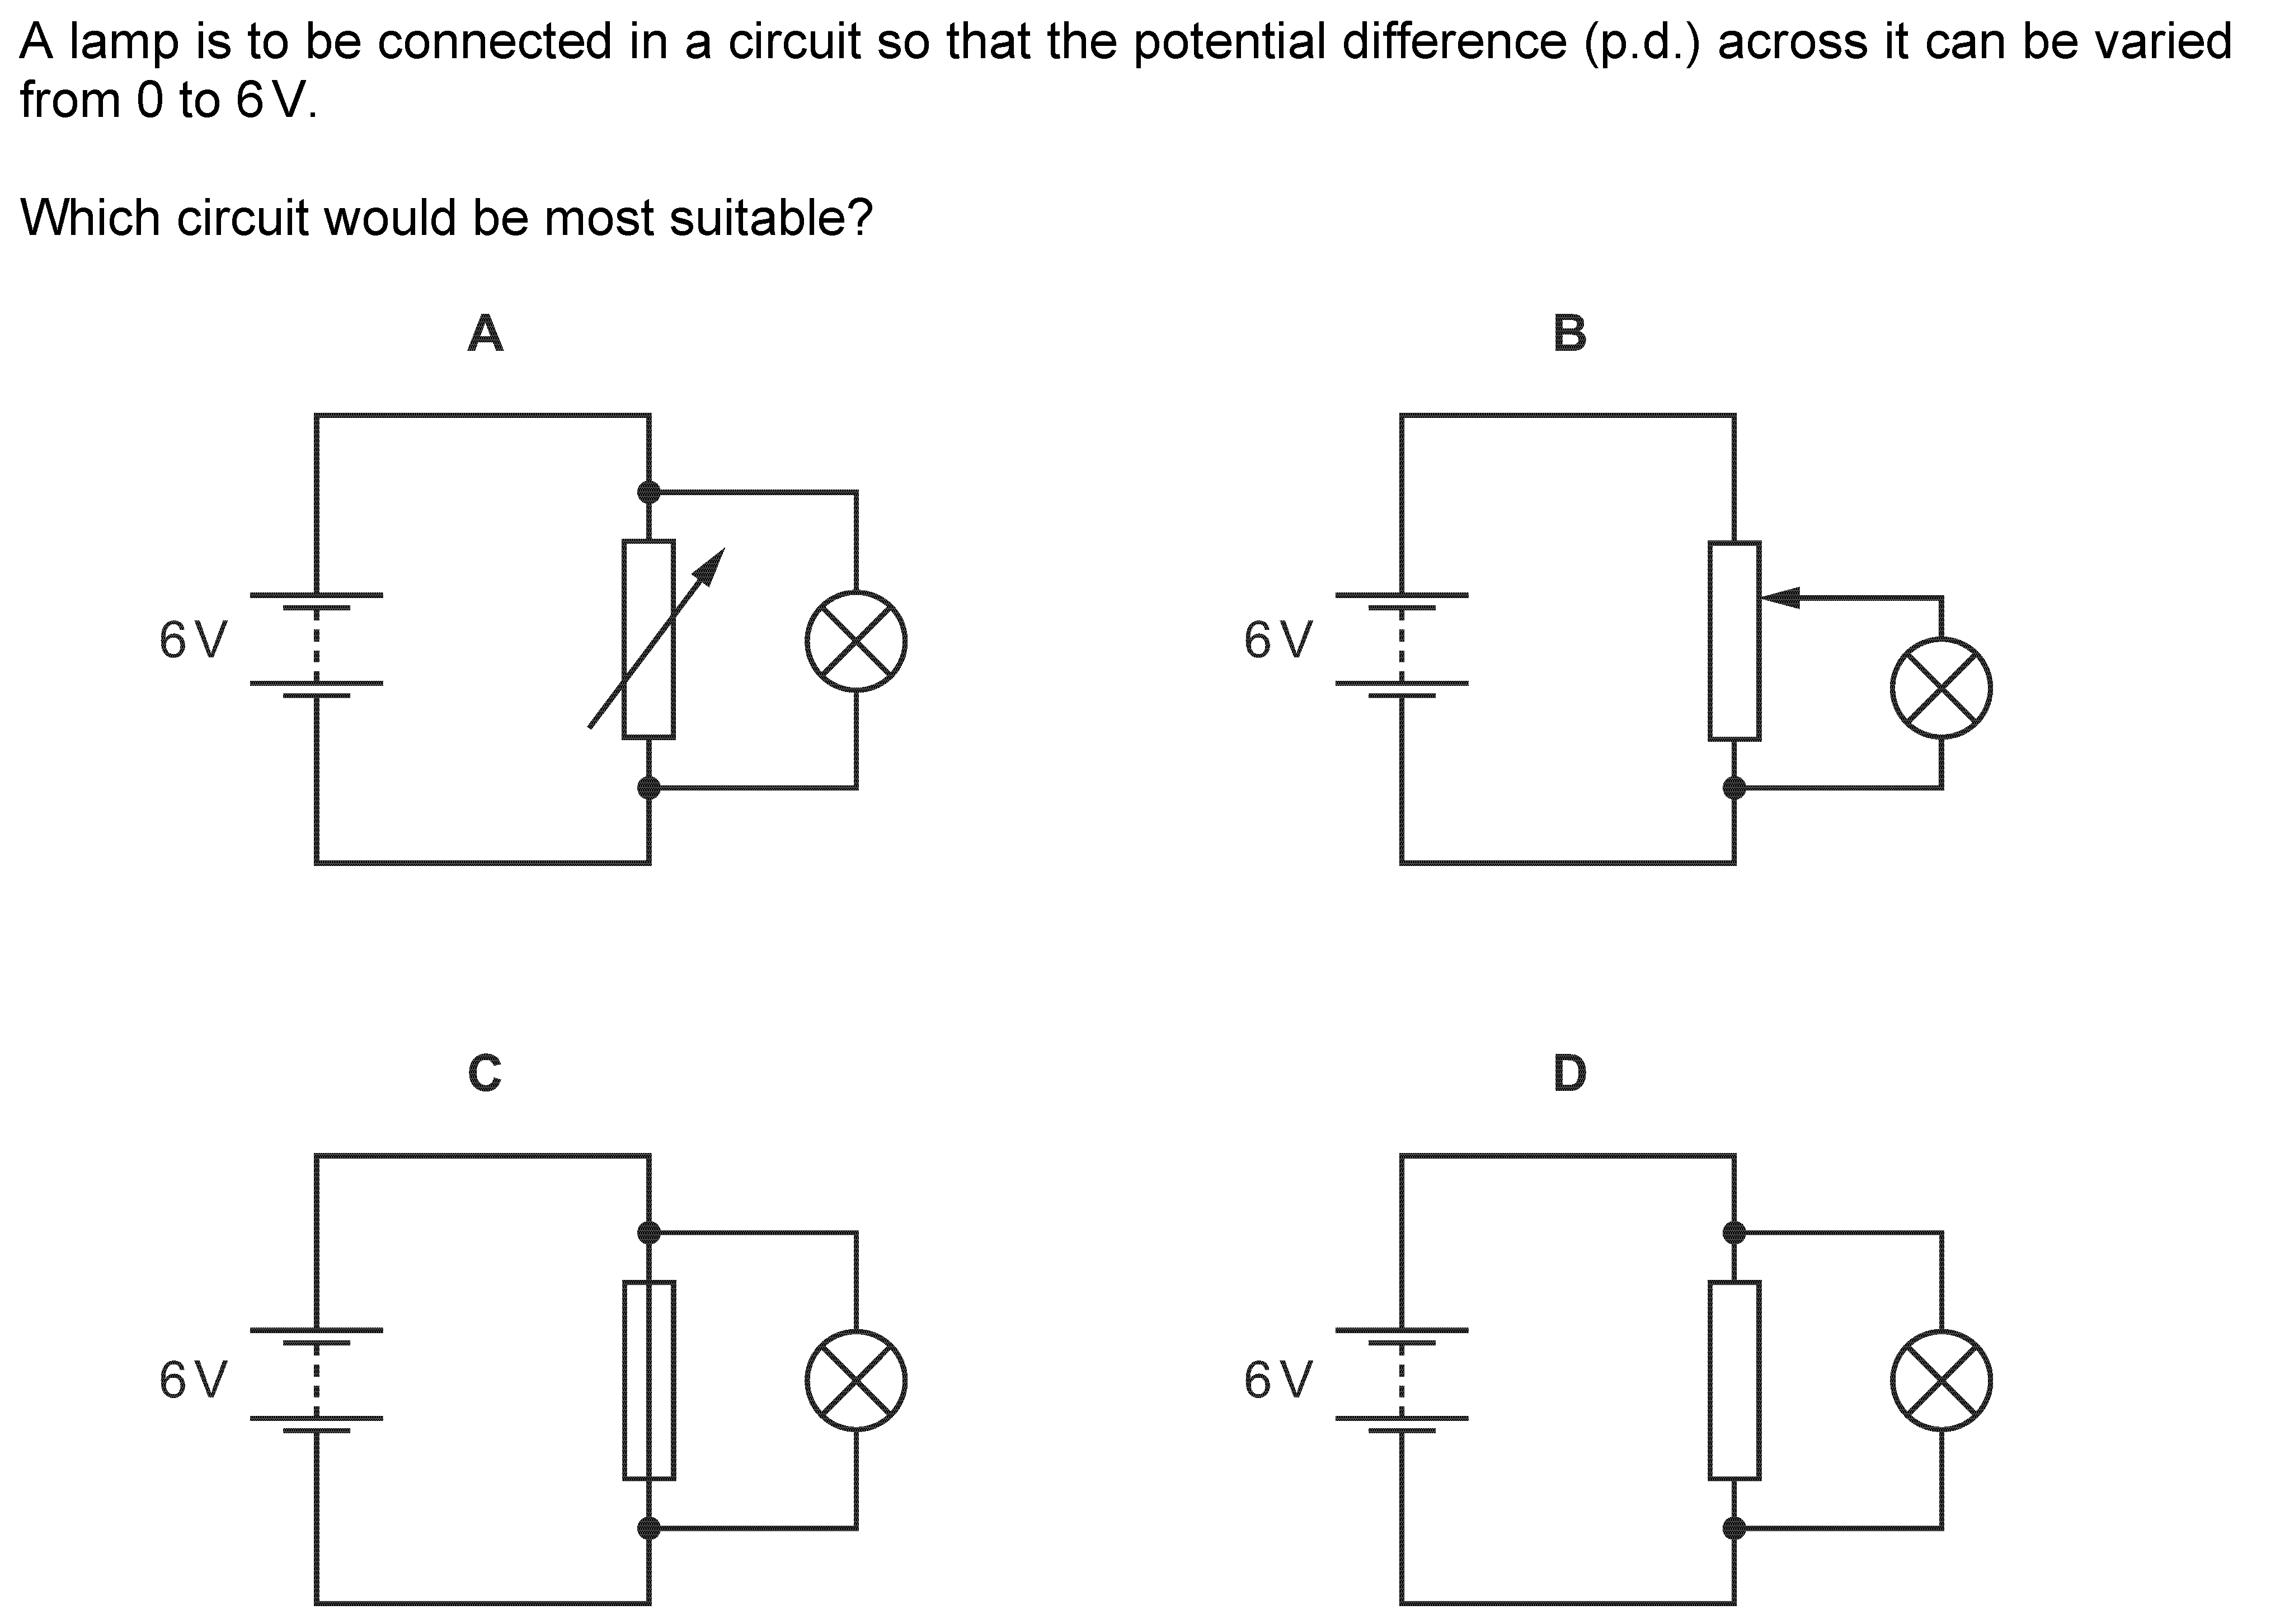 A lamp is to be connected in a circuit so that the potential difference (p.d.) across it can be varied
from 0 to 6 V.
Which circuit would be most suitable?
A
B
6 V
6 V
C
D
6 V
6 V